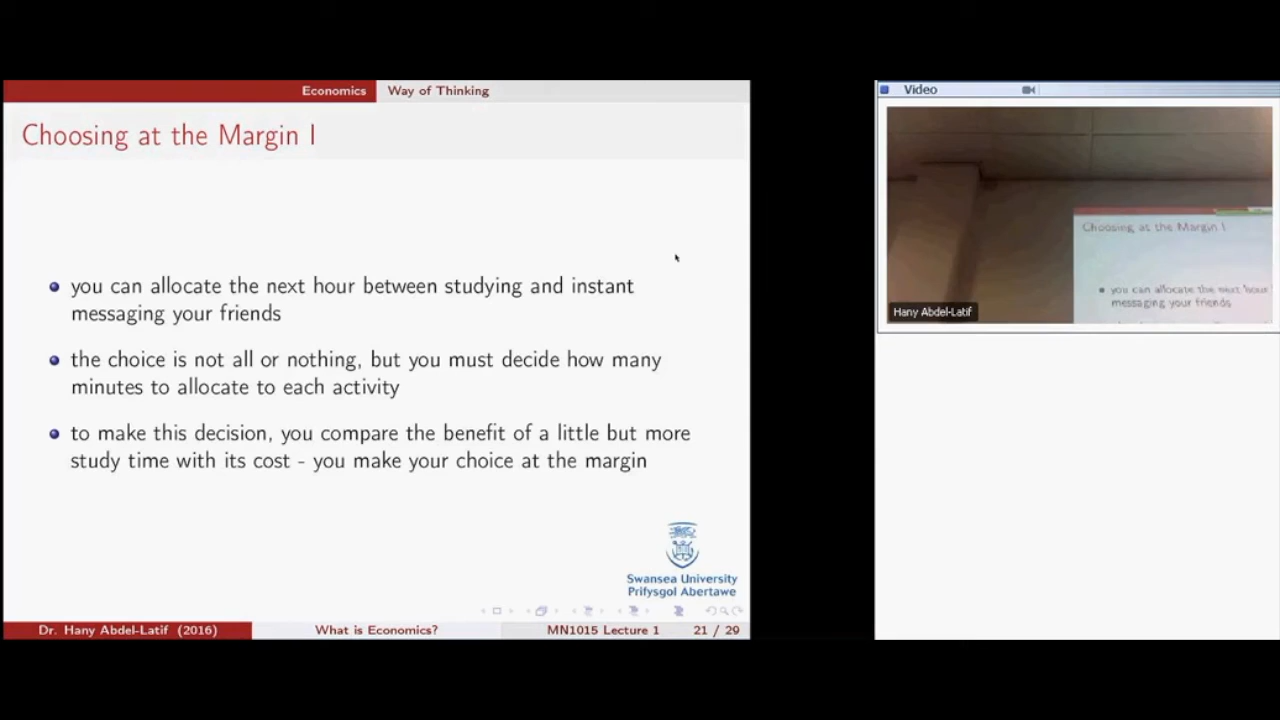 Economics Way of Thinking
Choosing at the Margin I
you can allocate the next hour between studying and instant
messaging your friends
the choice is not all or nothing, but you must decide how many
minutes to allocate to each activity
to make this decision, you compare the benefit of a little but more
study time with its cost - you make your choice at the margin
Swansea University
Prifysgol Abertawe
Dr. Hany Abdel-Latif (2016) What is Economics? MN1015 Lecture 1 21 / 29
Video
Choosing at the Margin I
you can allocate the next hour
messaging your friends
Hany Abdel-Latif